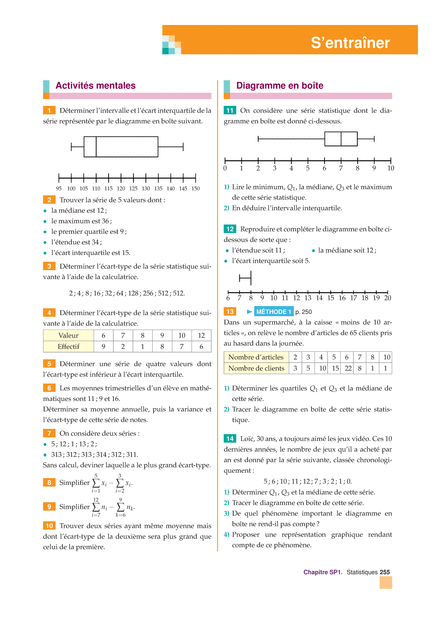 S'entraîner
Activités mentales
1 Déterminer l'intervalle et l'écart interquartile de la
série représentée par le diagramme en boîte suivant.
95 100 105 110 115 120 125 130 135 140 145 150
2 Trouver la série de 5 valeurs dont :
• la médiane est 12 ;
• le maximum est 36 ;
• le premier quartile est 9 ;
• l'étendue est 34 ;
• l'écart interquartile est 15.
3 Déterminer l'écart-type de la série statistique sui-
vante à l'aide de la calculatrice.
2 ; 4 ; 8 ; 16 ; 32 ; 64 ; 128 ; 256 ; 512 ; 512.
4 Déterminer l'écart-type de la série statistique sui-
vante à l'aide de la calculatrice.
Valeur 6 7 8 9 10 12
Effectif 9 2 1 8 7 6
5 Déterminer une série de quatre valeurs dont
l'écart-type est inférieur à l'écart interquartile.
6 Les moyennes trimestrielles d'un élève en mathé-
matiques sont 11 ; 9 et 16.
Déterminer sa moyenne annuelle, puis la variance et
l'écart-type de cette série de notes.
7 On considère deux séries :
• 5 ; 12 ; 1 ; 13 ; 2 ;
• 313 ; 312 ; 313 ; 314 ; 312 ; 311.
Sans calcul, deviner laquelle a le plus grand écart-type.
8 Simplifier ∑_{i=1}^{5} x_i − ∑_{i=2}^{3} x_i.
9 Simplifier ∑_{i=7}^{12} n_i − ∑_{k=6}^{9} n_k.
10 Trouver deux séries ayant même moyenne mais
dont l'écart-type de la deuxième sera plus grand que
celui de la première.
Diagramme en boîte
11 On considère une série statistique dont le dia-
gramme en boîte est donné ci-dessous.
0 1 2 3 4 5 6 7 8 9 10
1) Lire le minimum, Q1, la médiane, Q3 et le maximum
de cette série statistique.
2) En déduire l'intervalle interquartile.
12 Reproduire et compléter le diagramme en boîte ci-
dessous de sorte que :
• l'étendue soit 11 ; • la médiane soit 12 ;
• l'écart interquartile soit 5.
6 7 8 9 10 11 12 13 14 15 16 17 18 19 20
13 ▶ MÉTHODE 1 p. 250
Dans un supermarché, à la caisse « moins de 10 ar-
ticles », on relève le nombre d'articles de 65 clients pris
au hasard dans la journée.
Nombre d'articles 2 3 4 5 6 7 8 10
Nombre de clients 3 5 10 15 22 8 1 1
1) Déterminer les quartiles Q1 et Q3 et la médiane de
cette série.
2) Tracer le diagramme en boîte de cette série statis-
tique.
14 Loïc, 30 ans, a toujours aimé les jeux vidéo. Ces 10
dernières années, le nombre de jeux qu'il a acheté par
an est donné par la série suivante, classée chronologi-
quement :
5 ; 6 ; 10 ; 11 ; 12 ; 7 ; 3 ; 2 ; 1 ; 0.
1) Déterminer Q1, Q3 et la médiane de cette série.
2) Tracer le diagramme en boîte de cette série.
3) De quel phénomène important le diagramme en
boîte ne rend-il pas compte ?
4) Proposer une représentation graphique rendant
compte de ce phénomène.
Chapitre SP1. Statistiques 255